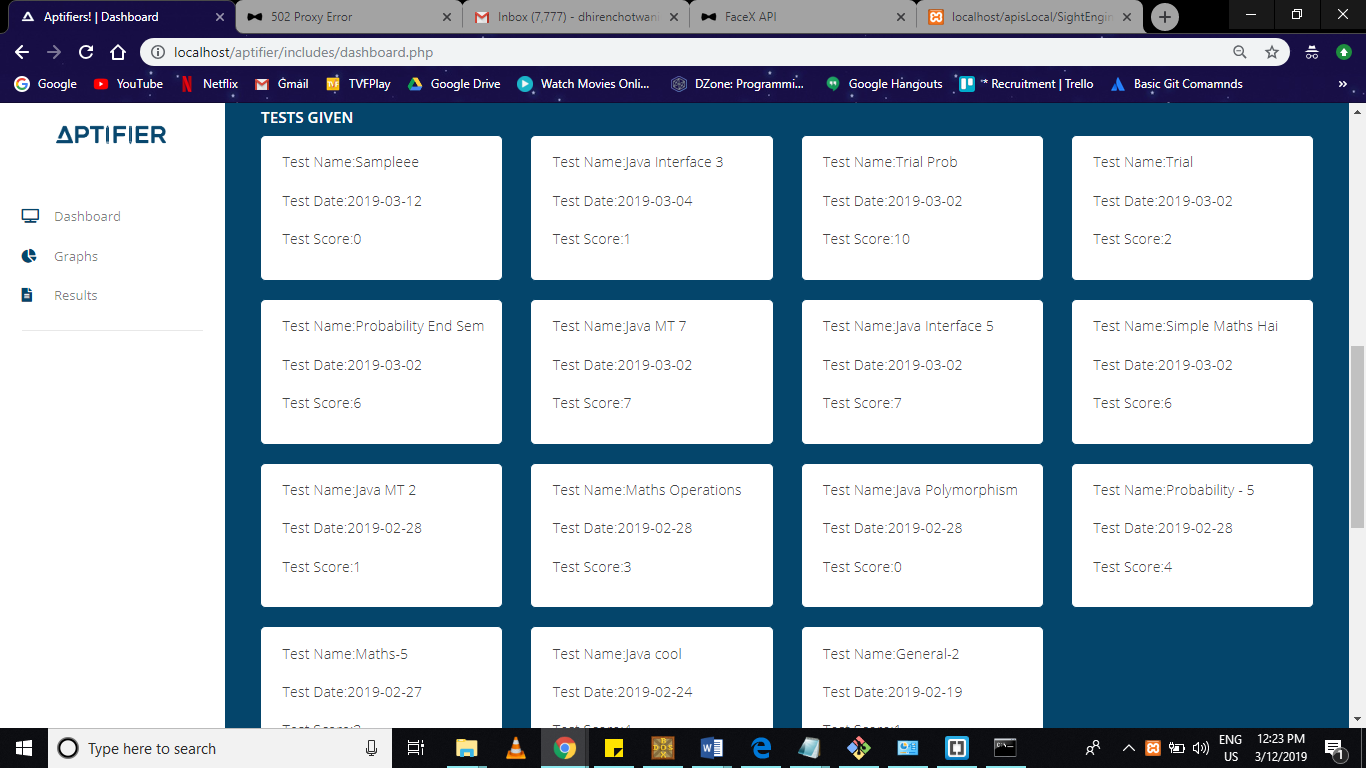 Aptifiers! | Dashboard
502 Proxy Error
Inbox (7,777) - dhirenchotwani
FaceX API
localhost/apisLocal/SightEngin
localhost/aptifier/includes/dashboard.php
Google
YouTube
Netflix
Gmail
TVFPlay
Google Drive
Watch Movies Onli...
DZone: Programmi...
Google Hangouts
* Recruitment | Trello
Basic Git Comamnds
»
APTIFIER
Dashboard
Graphs
Results
TESTS GIVEN
Test Name:Sampleee
Test Date:2019-03-12
Test Score:0
Test Name:Java Interface 3
Test Date:2019-03-04
Test Score:1
Test Name:Trial Prob
Test Date:2019-03-02
Test Score:10
Test Name:Trial
Test Date:2019-03-02
Test Score:2
Test Name:Probability End Sem
Test Date:2019-03-02
Test Score:6
Test Name:Java MT 7
Test Date:2019-03-02
Test Score:7
Test Name:Java Interface 5
Test Date:2019-03-02
Test Score:7
Test Name:Simple Maths Hai
Test Date:2019-03-02
Test Score:6
Test Name:Java MT 2
Test Date:2019-02-28
Test Score:1
Test Name:Maths Operations
Test Date:2019-02-28
Test Score:3
Test Name:Java Polymorphism
Test Date:2019-02-28
Test Score:0
Test Name:Probability - 5
Test Date:2019-02-28
Test Score:4
Test Name:Maths-5
Test Date:2019-02-27
Test Name:Java cool
Test Date:2019-02-24
Test Name:General-2
Test Date:2019-02-19
Type here to search
ENG
US
12:23 PM
3/12/2019
1